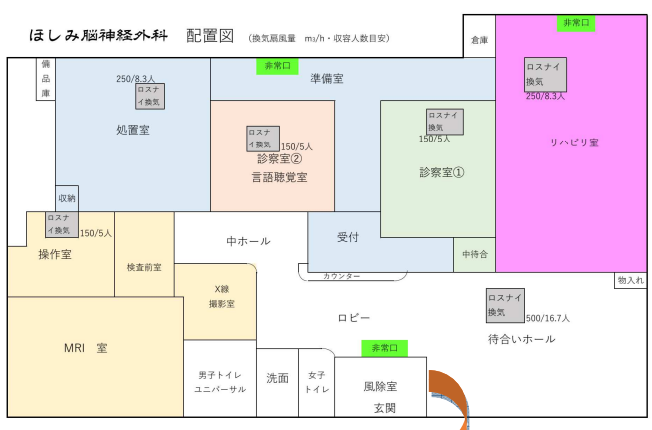 ほしみ脳神経外科 配置図 (換気扇風量 m3/h・収容人数目安)
非常口
倉庫
備品庫
250/8.3人
ロスナイ換気
処置室
非常口
準備室
ロスナイ換気
150/5人
診察室②
言語聴覚室
ロスナイ
換気
150/5人
診察室①
ロスナイ
換気
250/8.3人
リハビリ室
収納
ロスナイ換気
150/5人
操作室
検査前室
中ホール
受付
中待合
カウンター
物入れ
X線
撮影室
ロビー
ロスナイ
換気
500/16.7人
待合いホール
MRI 室
非常口
男子トイレ
ユニバーサル
洗面
女子
トイレ
風除室
玄関